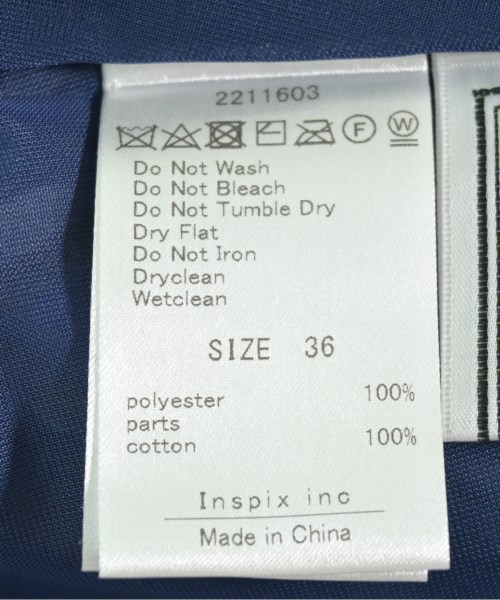 2211603
F W
Do Not Wash
Do Not Bleach
Do Not Tumble Dry
Dry Flat
Do Not Iron
Dryclean
Wetclean
SIZE 36
polyester 100%
parts
cotton 100%
Inspix inc
Made in China